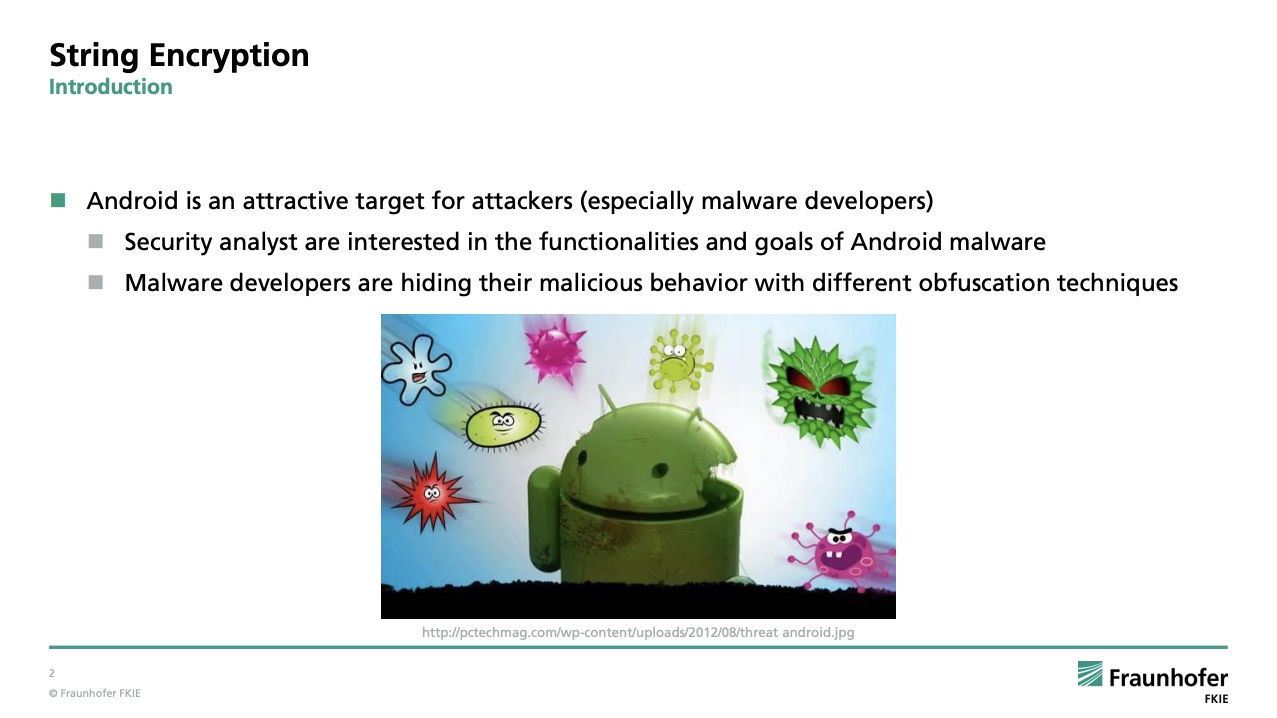 String Encryption
Introduction
Android is an attractive target for attackers (especially malware developers)
Security analyst are interested in the functionalities and goals of Android malware
Malware developers are hiding their malicious behavior with different obfuscation techniques
http://pctechmag.com/wp-content/uploads/2012/08/threat android.jpg
2
© Fraunhofer FKIE
Fraunhofer
FKIE